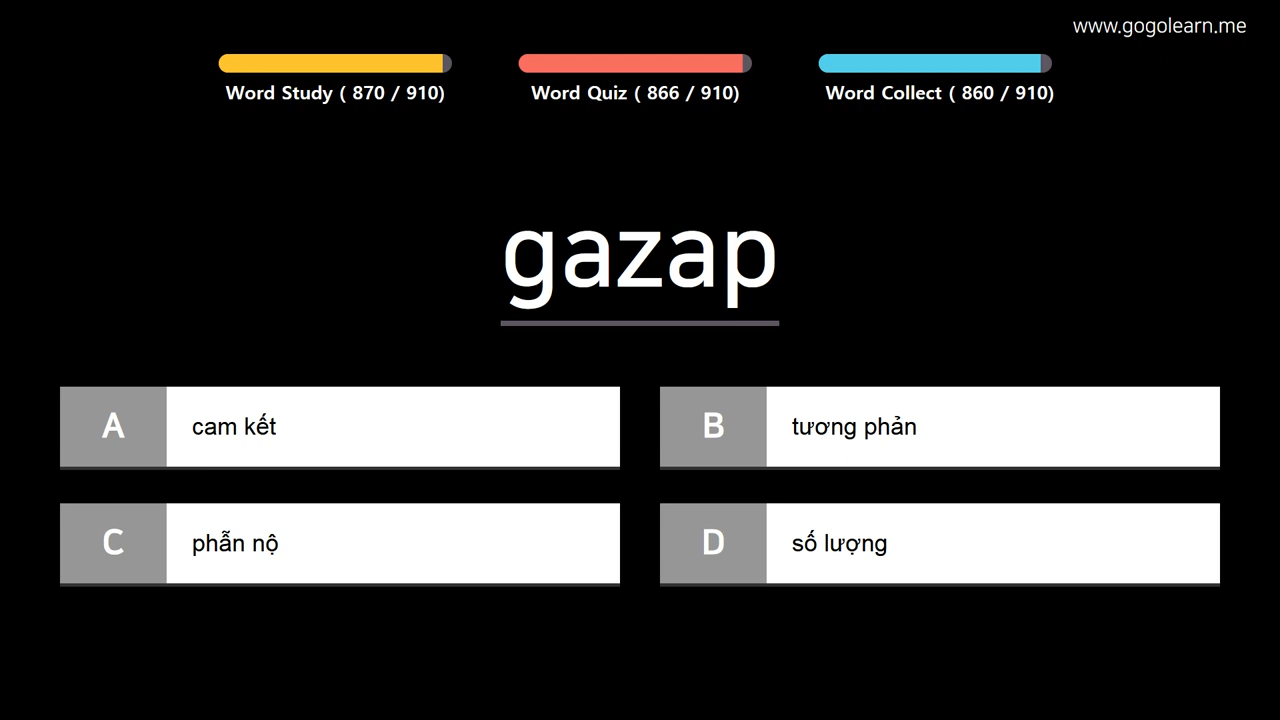 www.gogolearn.me
Word Study ( 870 / 910)
Word Quiz ( 866 / 910)
Word Collect ( 860 / 910)
gazap
A cam kết
B tương phản
C phẫn nộ
D số lượng